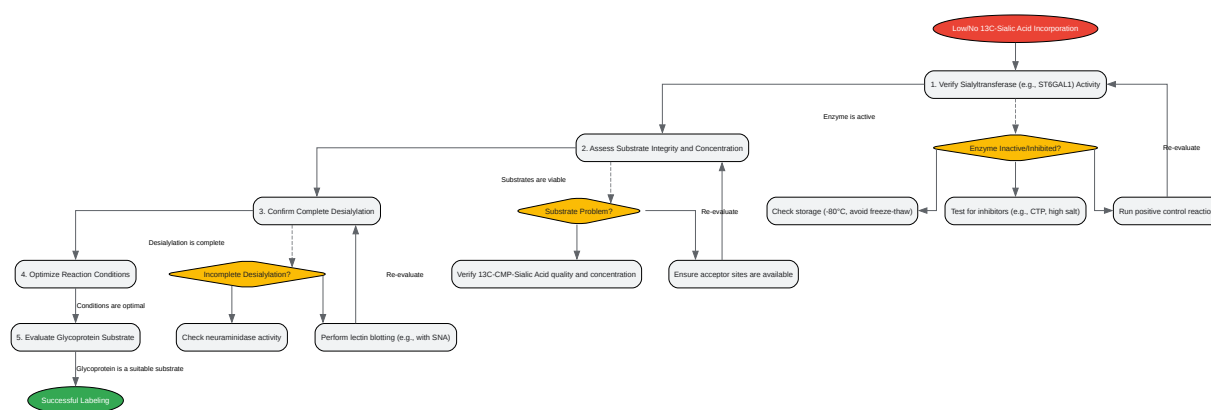 Low/No 13C-Sialic Acid Incorporation
1. Verify Sialyltransferase (e.g., ST6GAL1) Activity
Enzyme is active
2. Assess Substrate Integrity and Concentration
Enzyme Inactive/Inhibited?
Re-evaluate
Substrates are viable
3. Confirm Complete Desialylation
Substrate Problem?
Re-evaluate
Check storage (-80°C, avoid freeze-thaw)
Test for inhibitors (e.g., CTP, high salt)
Run positive control reaction
Desialylation is complete
4. Optimize Reaction Conditions
Incomplete Desialylation?
Re-evaluate
Verify 13C-CMP-Sialic Acid quality and concentration
Ensure acceptor sites are available
Conditions are optimal
5. Evaluate Glycoprotein Substrate
Check neuraminidase activity
Perform lectin blotting (e.g., with SNA)
Glycoprotein is a suitable substrate
Successful Labeling